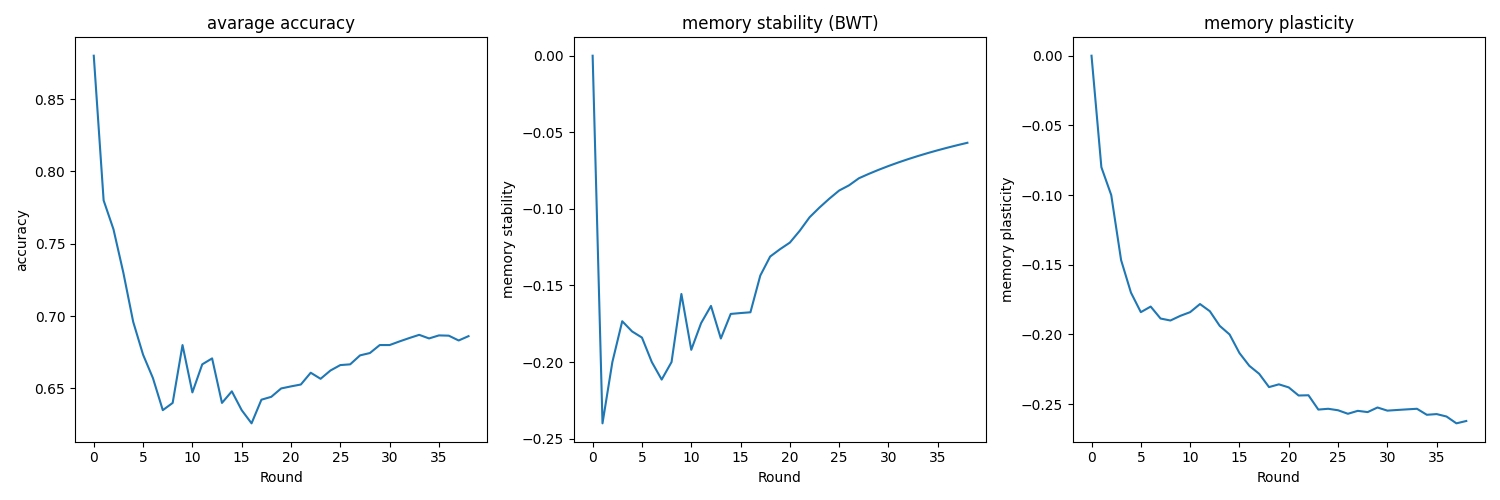 avarage accuracy
accuracy
0.85
0.80
0.75
0.70
0.65
0 5 10 15 20 25 30 35
Round
memory stability (BWT)
memory stability
0.00
−0.05
−0.10
−0.15
−0.20
−0.25
0 5 10 15 20 25 30 35
Round
memory plasticity
memory plasticity
0.00
−0.05
−0.10
−0.15
−0.20
−0.25
0 5 10 15 20 25 30 35
Round